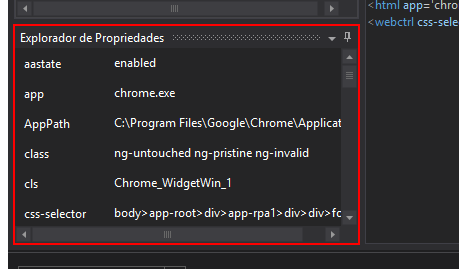 <html app='chro
<webctrl css-sele
Explorador de Propriedades
aastate enabled
app chrome.exe
AppPath C:\Program Files\Google\Chrome\Applicat
class ng-untouched ng-pristine ng-invalid
cls Chrome_WidgetWin_1
css-selector body>app-root>div>app-rpa1>div>div>fo